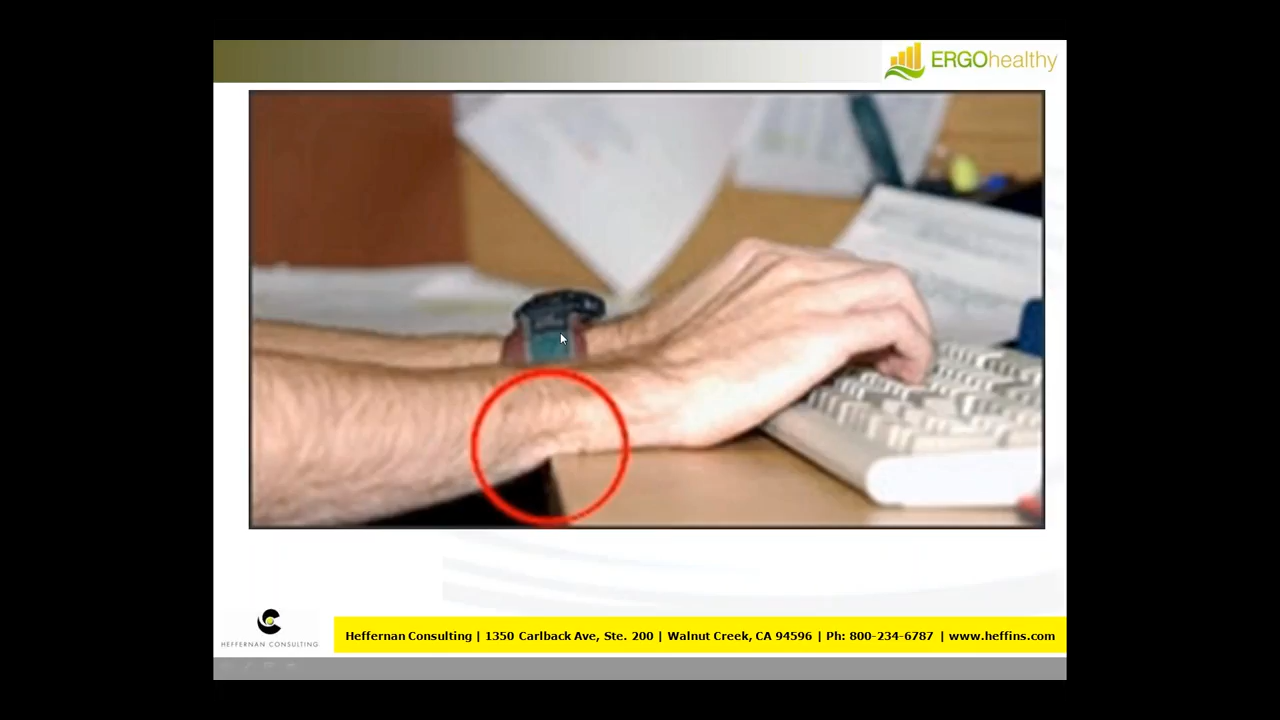 ERGOhealthy
HEFFERNAN CONSULTING
Heffernan Consulting | 1350 Carlback Ave, Ste. 200 | Walnut Creek, CA 94596 | Ph: 800-234-6787 | www.heffins.com